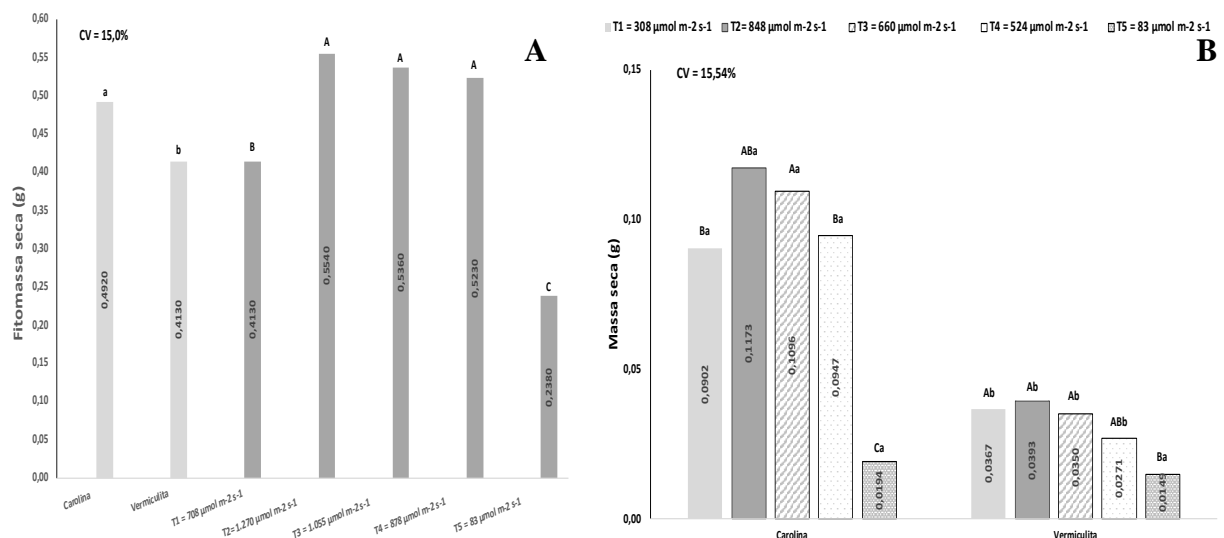 0,60
0,55
0,50
0,45
0,40
0,35
0,30
0,25
0,20
0,15
0,10
0,05
0,00
Fitomassa seca (g)
CV = 15,0%
A
a
b
B
A
A
A
C
0,4920
0,4130
0,4130
0,5540
0,5360
0,5230
0,2380
Carolina
Vermiculita
T1 = 708 µmol m-2 s-1
T2= 1.270 µmol m-2 s-1
T3 = 1.055 µmol m-2 s-1
T4 = 878 µmol m-2 s-1
T5 = 83 µmol m-2 s-1
T1 = 308 µmol m-2 s-1 T2= 848 µmol m-2 s-1 T3 = 660 µmol m-2 s-1 T4 = 524 µmol m-2 s-1 T5 = 83 µmol m-2 s-1
B
CV = 15,54%
0,15
0,10
0,05
0,00
Massa seca (g)
Ba
ABa
Aa
Ba
Ca
Ab
Ab
Ab
ABb
Ba
0,0902
0,1173
0,1096
0,0947
0,0194
0,0367
0,0393
0,0350
0,0271
0,0149
Carolina
Vermiculita